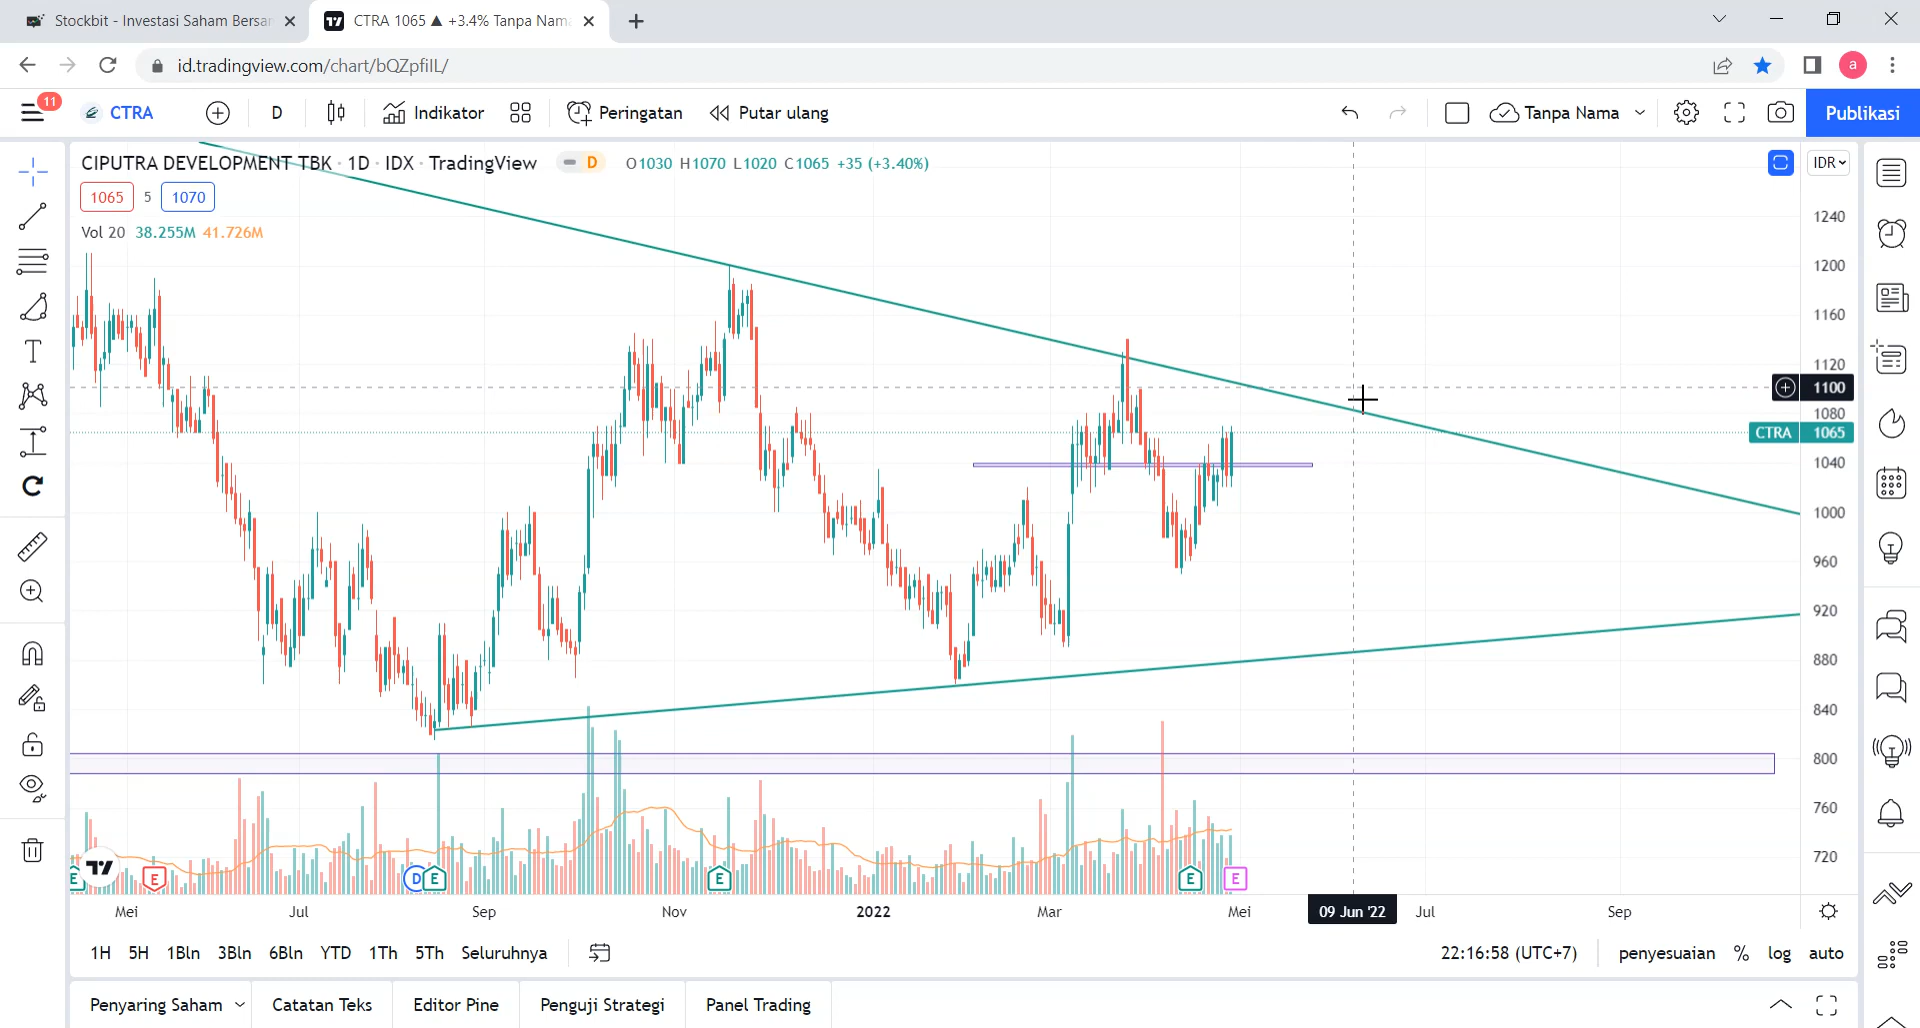 Stockbit - Investasi Saham Bersar
CTRA 1065 ▲ +3.4% Tanpa Nam
id.tradingview.com/chart/bQZpfiIL/
a
11
CTRA
D
Indikator
Peringatan
Putar ulang
Tanpa Nama
Publikasi
CIPUTRA DEVELOPMENT TBK · 1D · IDX · TradingView
D
O1030 H1070 L1020 C1065 +35 (+3.40%)
IDR
1065
5
1070
Vol 20 38.255M 41.726M
1240
1200
1160
1120
1100
1080
CTRA 1065
1040
1000
960
920
880
840
800
760
720
E
E
D
E
E
E
E
Mei
Jul
Sep
Nov
2022
Mar
Mei
09 Jun '22
Jul
Sep
1H
5H
1Bln
3Bln
6Bln
YTD
1Th
5Th
Seluruhnya
22:16:58 (UTC+7)
penyesuaian
%
log
auto
Penyaring Saham
Catatan Teks
Editor Pine
Penguji Strategi
Panel Trading